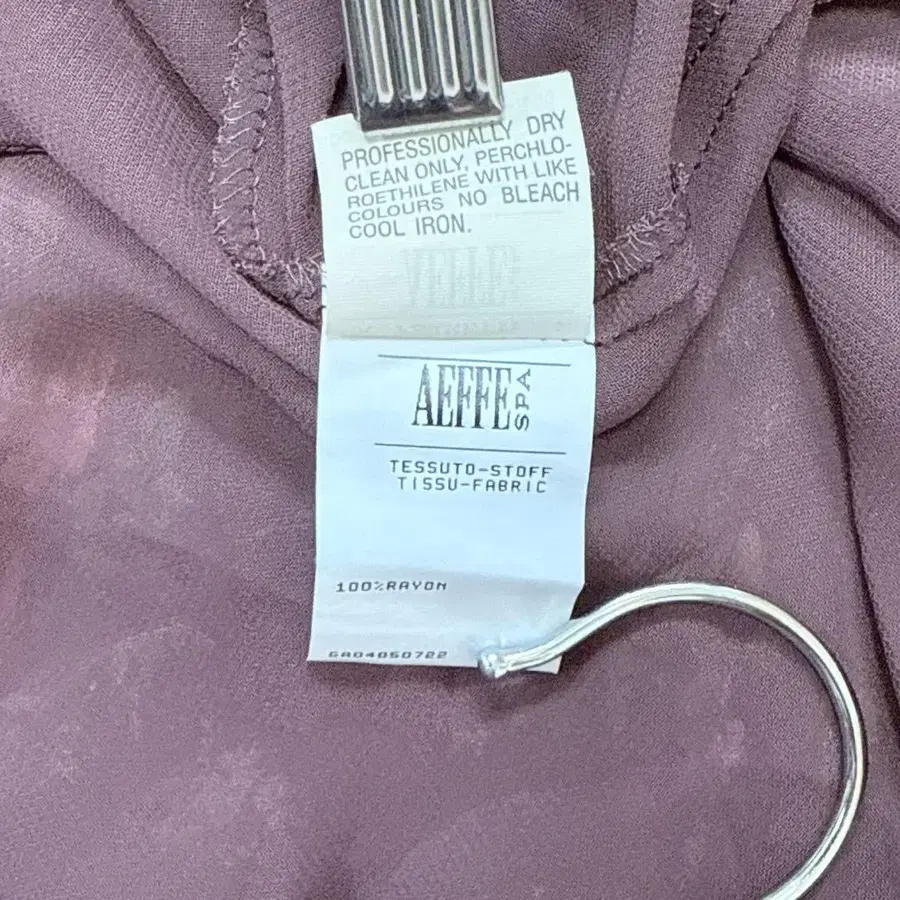 PROFESSIONALLY DRY
CLEAN ONLY, PERCHLO-
ROETHILENE WITH LIKE
COLOURS NO BLEACH
COOL IRON.
AEFFE SPA
TESSUTO-STOFF
TISSU-FABRIC
100%RAYON
GA04050722